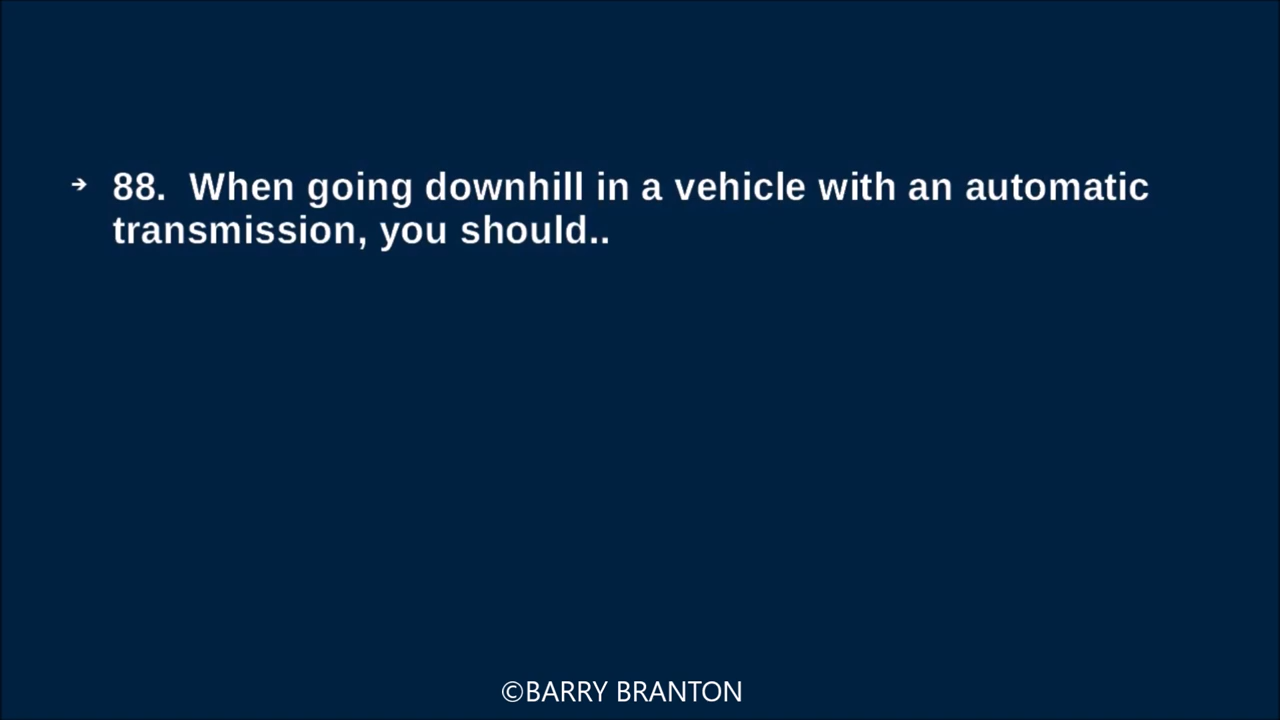 ➔ 88.  When going downhill in a vehicle with an automatic
transmission, you should..
©BARRY BRANTON